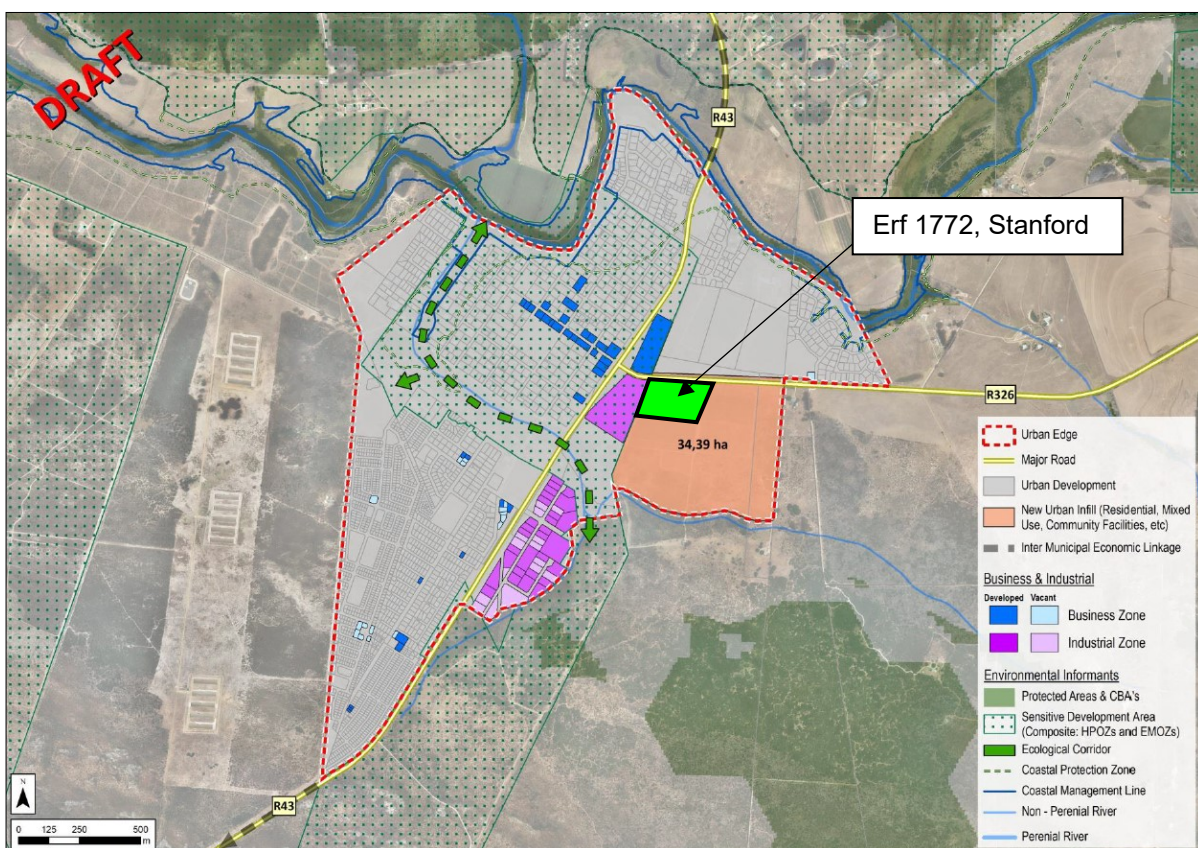 DRAFT
R43
Erf 1772, Stanford
R326
34,39 ha
R43
N
0 125 250 500
m
Urban Edge
Major Road
Urban Development
New Urban Infill (Residential, Mixed
Use, Community Facilities, etc)
Inter Municipal Economic Linkage
Business & Industrial
Developed Vacant
Business Zone
Industrial Zone
Environmental Informants
Protected Areas & CBA's
Sensitive Development Area
(Composite: HPOZs and EMOZs)
Ecological Corridor
Coastal Protection Zone
Coastal Management Line
Non - Perenial River
Perenial River